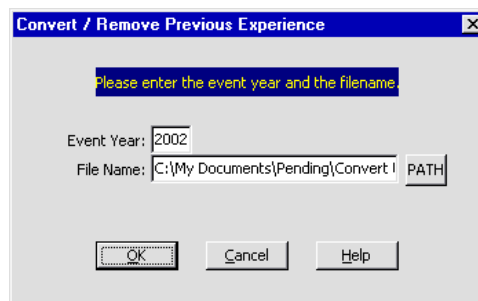 Convert / Remove Previous Experience
Please enter the event year and the filename.
Event Year: 2002
File Name: C:\My Documents\Pending\Convert PATH
OK Cancel Help